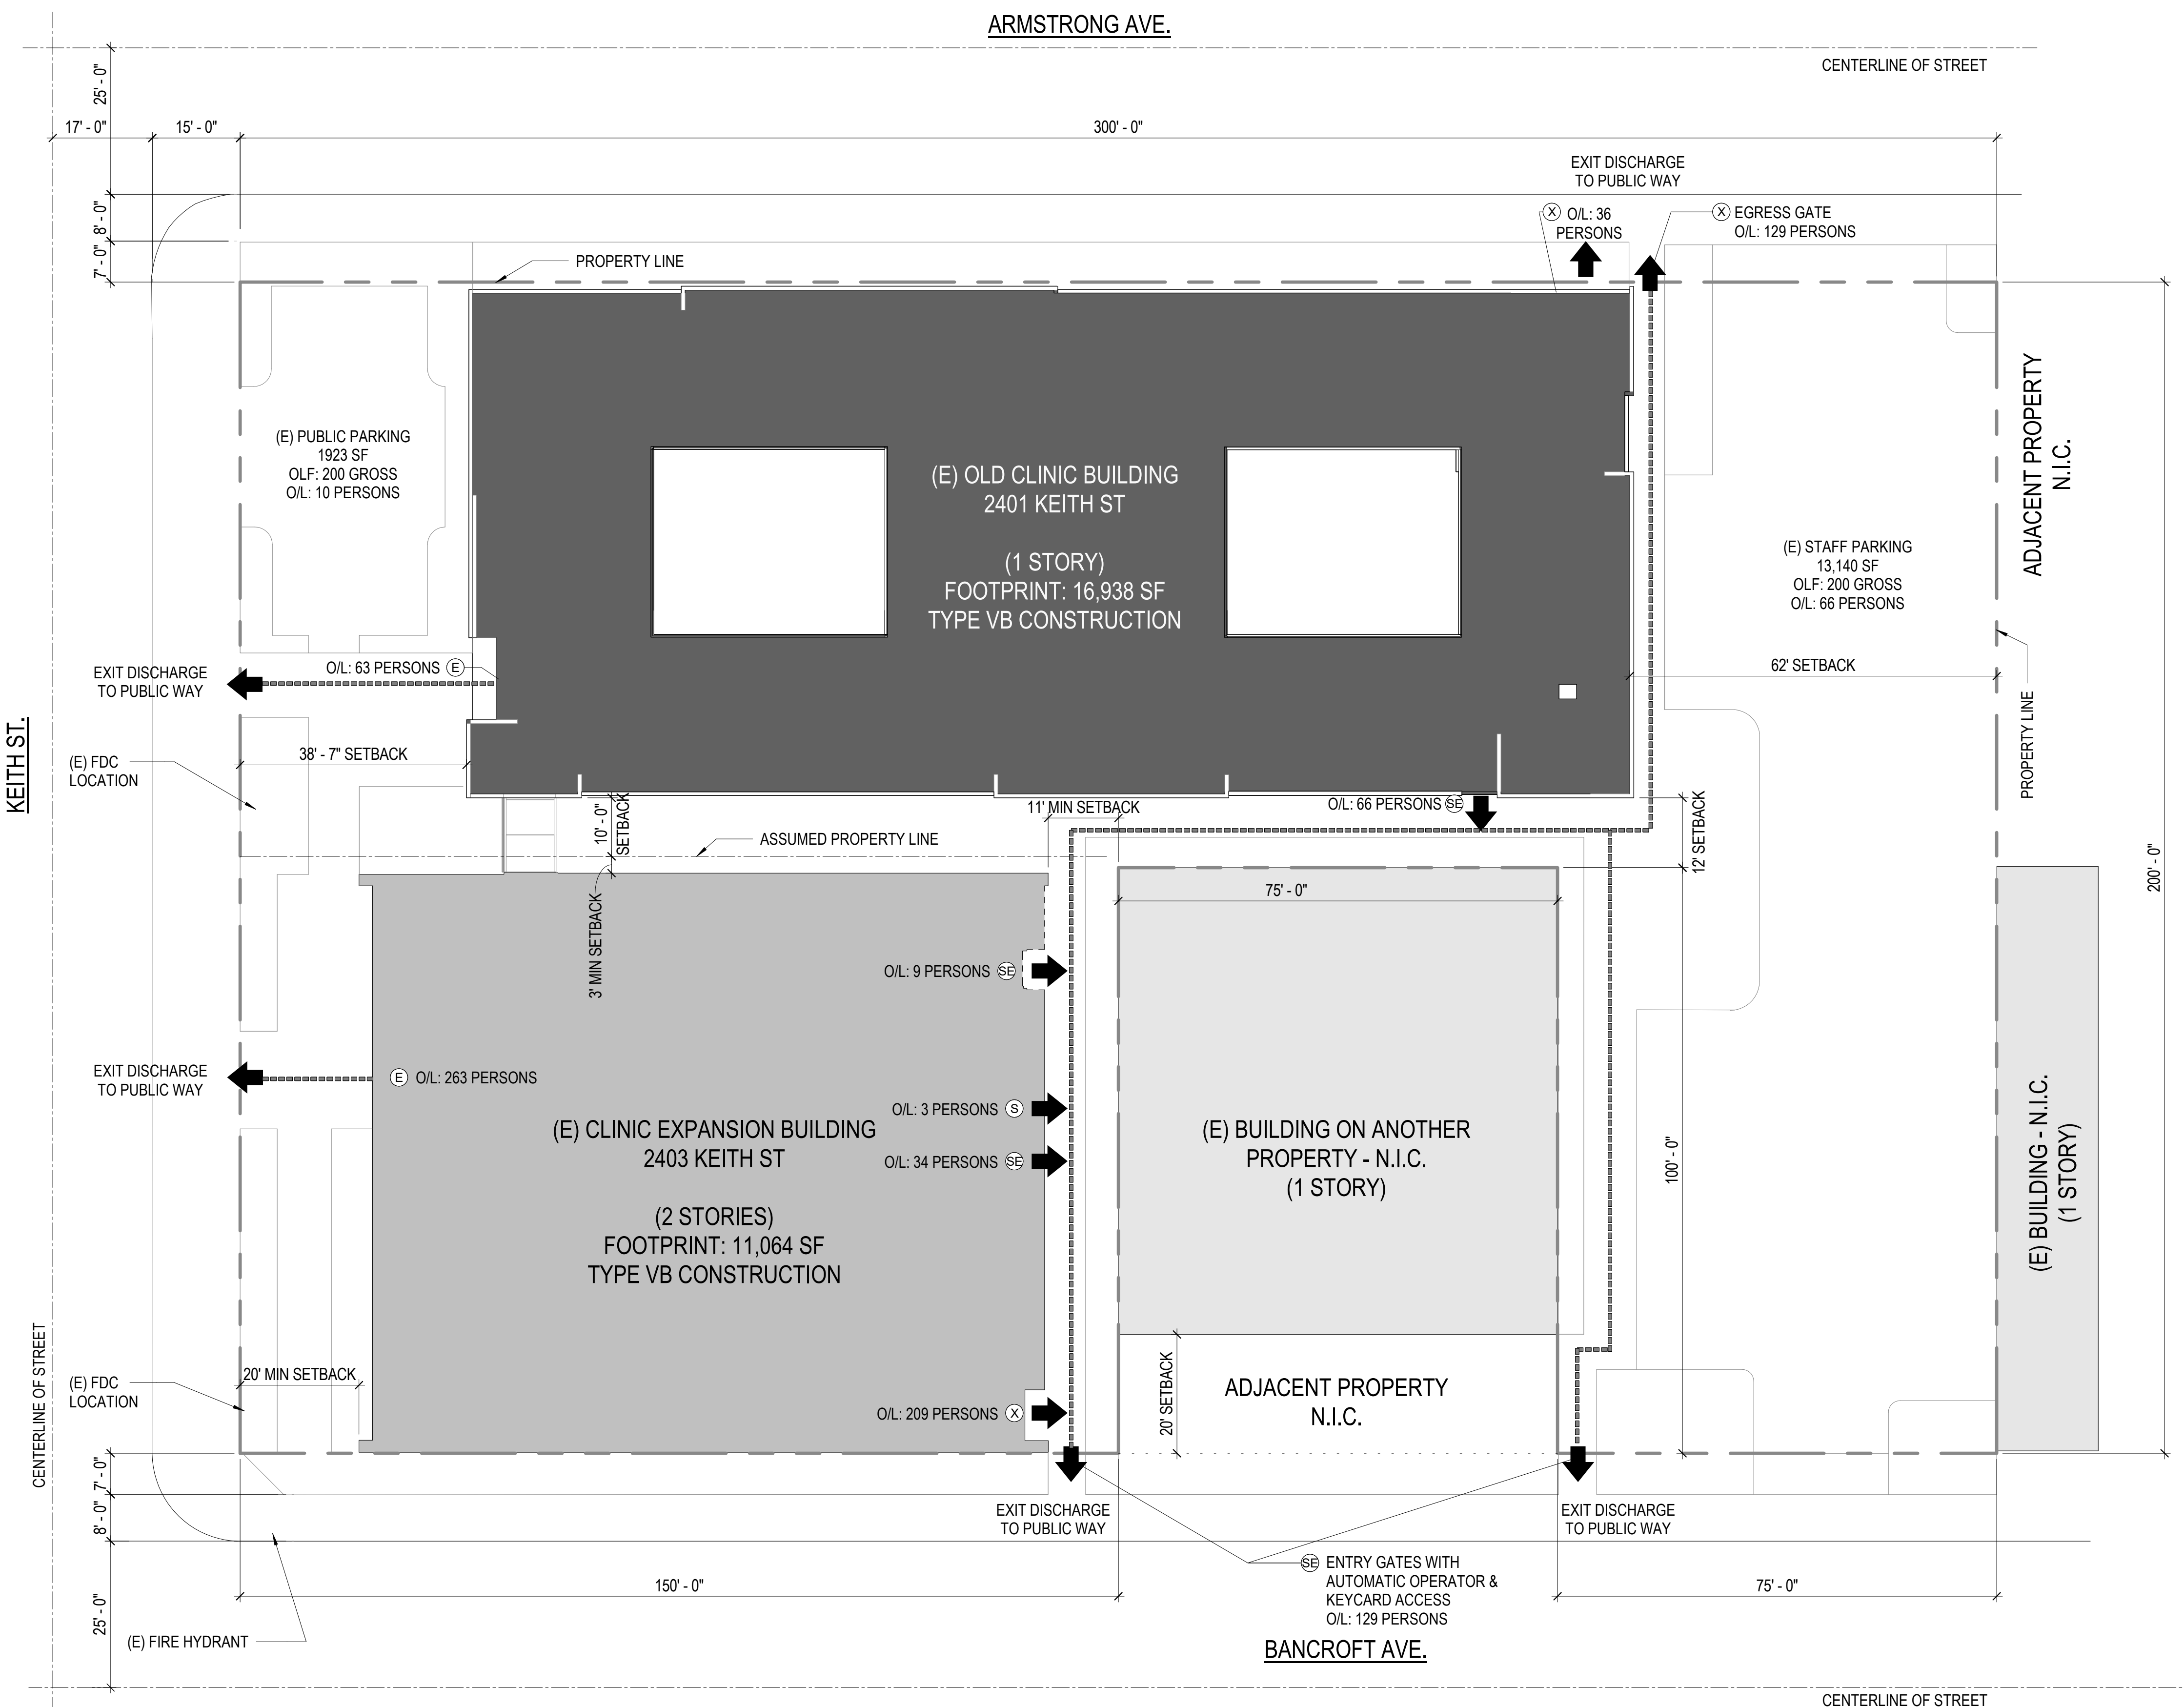 ARMSTRONG AVE.
CENTERLINE OF STREET
25' - 0"
17' - 0"
15' - 0"
300' - 0"
8' - 0"
7' - 0"
EXIT DISCHARGE
TO PUBLIC WAY
X O/L: 36
PERSONS
X EGRESS GATE
O/L: 129 PERSONS
PROPERTY LINE
(E) PUBLIC PARKING
1923 SF
OLF: 200 GROSS
O/L: 10 PERSONS
(E) OLD CLINIC BUILDING
2401 KEITH ST
(1 STORY)
FOOTPRINT: 16,938 SF
TYPE VB CONSTRUCTION
(E) STAFF PARKING
13,140 SF
OLF: 200 GROSS
O/L: 66 PERSONS
ADJACENT PROPERTY
N.I.C.
62' SETBACK
PROPERTY LINE
200' - 0"
EXIT DISCHARGE
TO PUBLIC WAY
O/L: 63 PERSONS E
KEITH ST.
(E) FDC
LOCATION
38' - 7" SETBACK
10' - 0"
SETBACK
11' MIN SETBACK
O/L: 66 PERSONS SE
12' SETBACK
ASSUMED PROPERTY LINE
3' MIN SETBACK
75' - 0"
O/L: 9 PERSONS SE
EXIT DISCHARGE
TO PUBLIC WAY
E O/L: 263 PERSONS
O/L: 3 PERSONS S
O/L: 34 PERSONS SE
(E) CLINIC EXPANSION BUILDING
2403 KEITH ST
(2 STORIES)
FOOTPRINT: 11,064 SF
TYPE VB CONSTRUCTION
(E) BUILDING ON ANOTHER
PROPERTY - N.I.C.
(1 STORY)
100' - 0"
(E) BUILDING - N.I.C.
(1 STORY)
CENTERLINE OF STREET
20' MIN SETBACK
(E) FDC
LOCATION
O/L: 209 PERSONS X
20' SETBACK
ADJACENT PROPERTY
N.I.C.
7' - 0"
8' - 0"
25' - 0"
EXIT DISCHARGE
TO PUBLIC WAY
EXIT DISCHARGE
TO PUBLIC WAY
SE ENTRY GATES WITH
AUTOMATIC OPERATOR &
KEYCARD ACCESS
O/L: 129 PERSONS
150' - 0"
75' - 0"
(E) FIRE HYDRANT
BANCROFT AVE.
CENTERLINE OF STREET